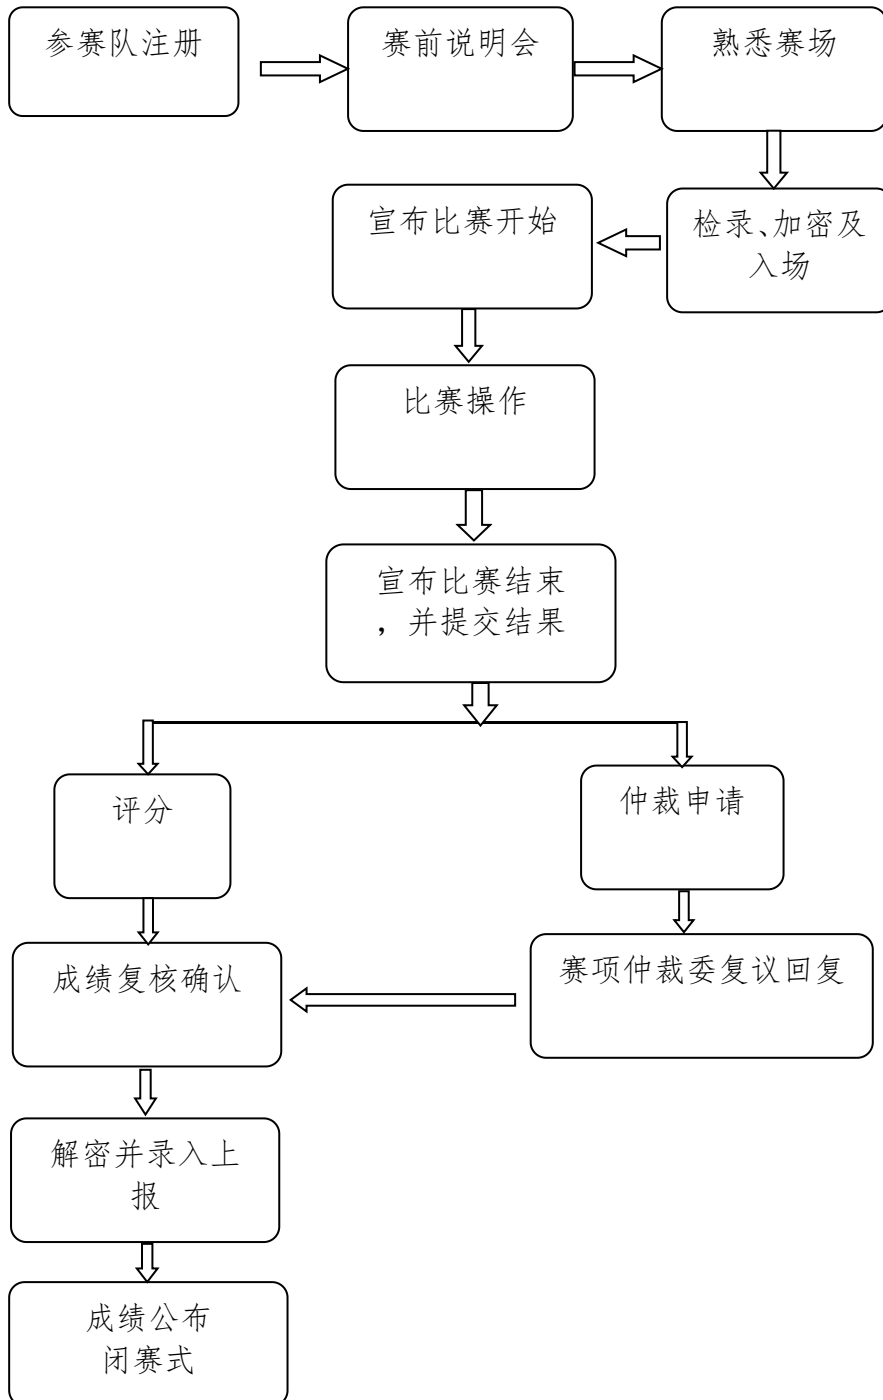 参赛队注册
赛前说明会
熟悉赛场
宣布比赛开始
检录、加密及
入场
比赛操作
宣布比赛结束
，并提交结果
评分
仲裁申请
成绩复核确认
赛项仲裁委复议回复
解密并录入上
报
成绩公布
闭赛式